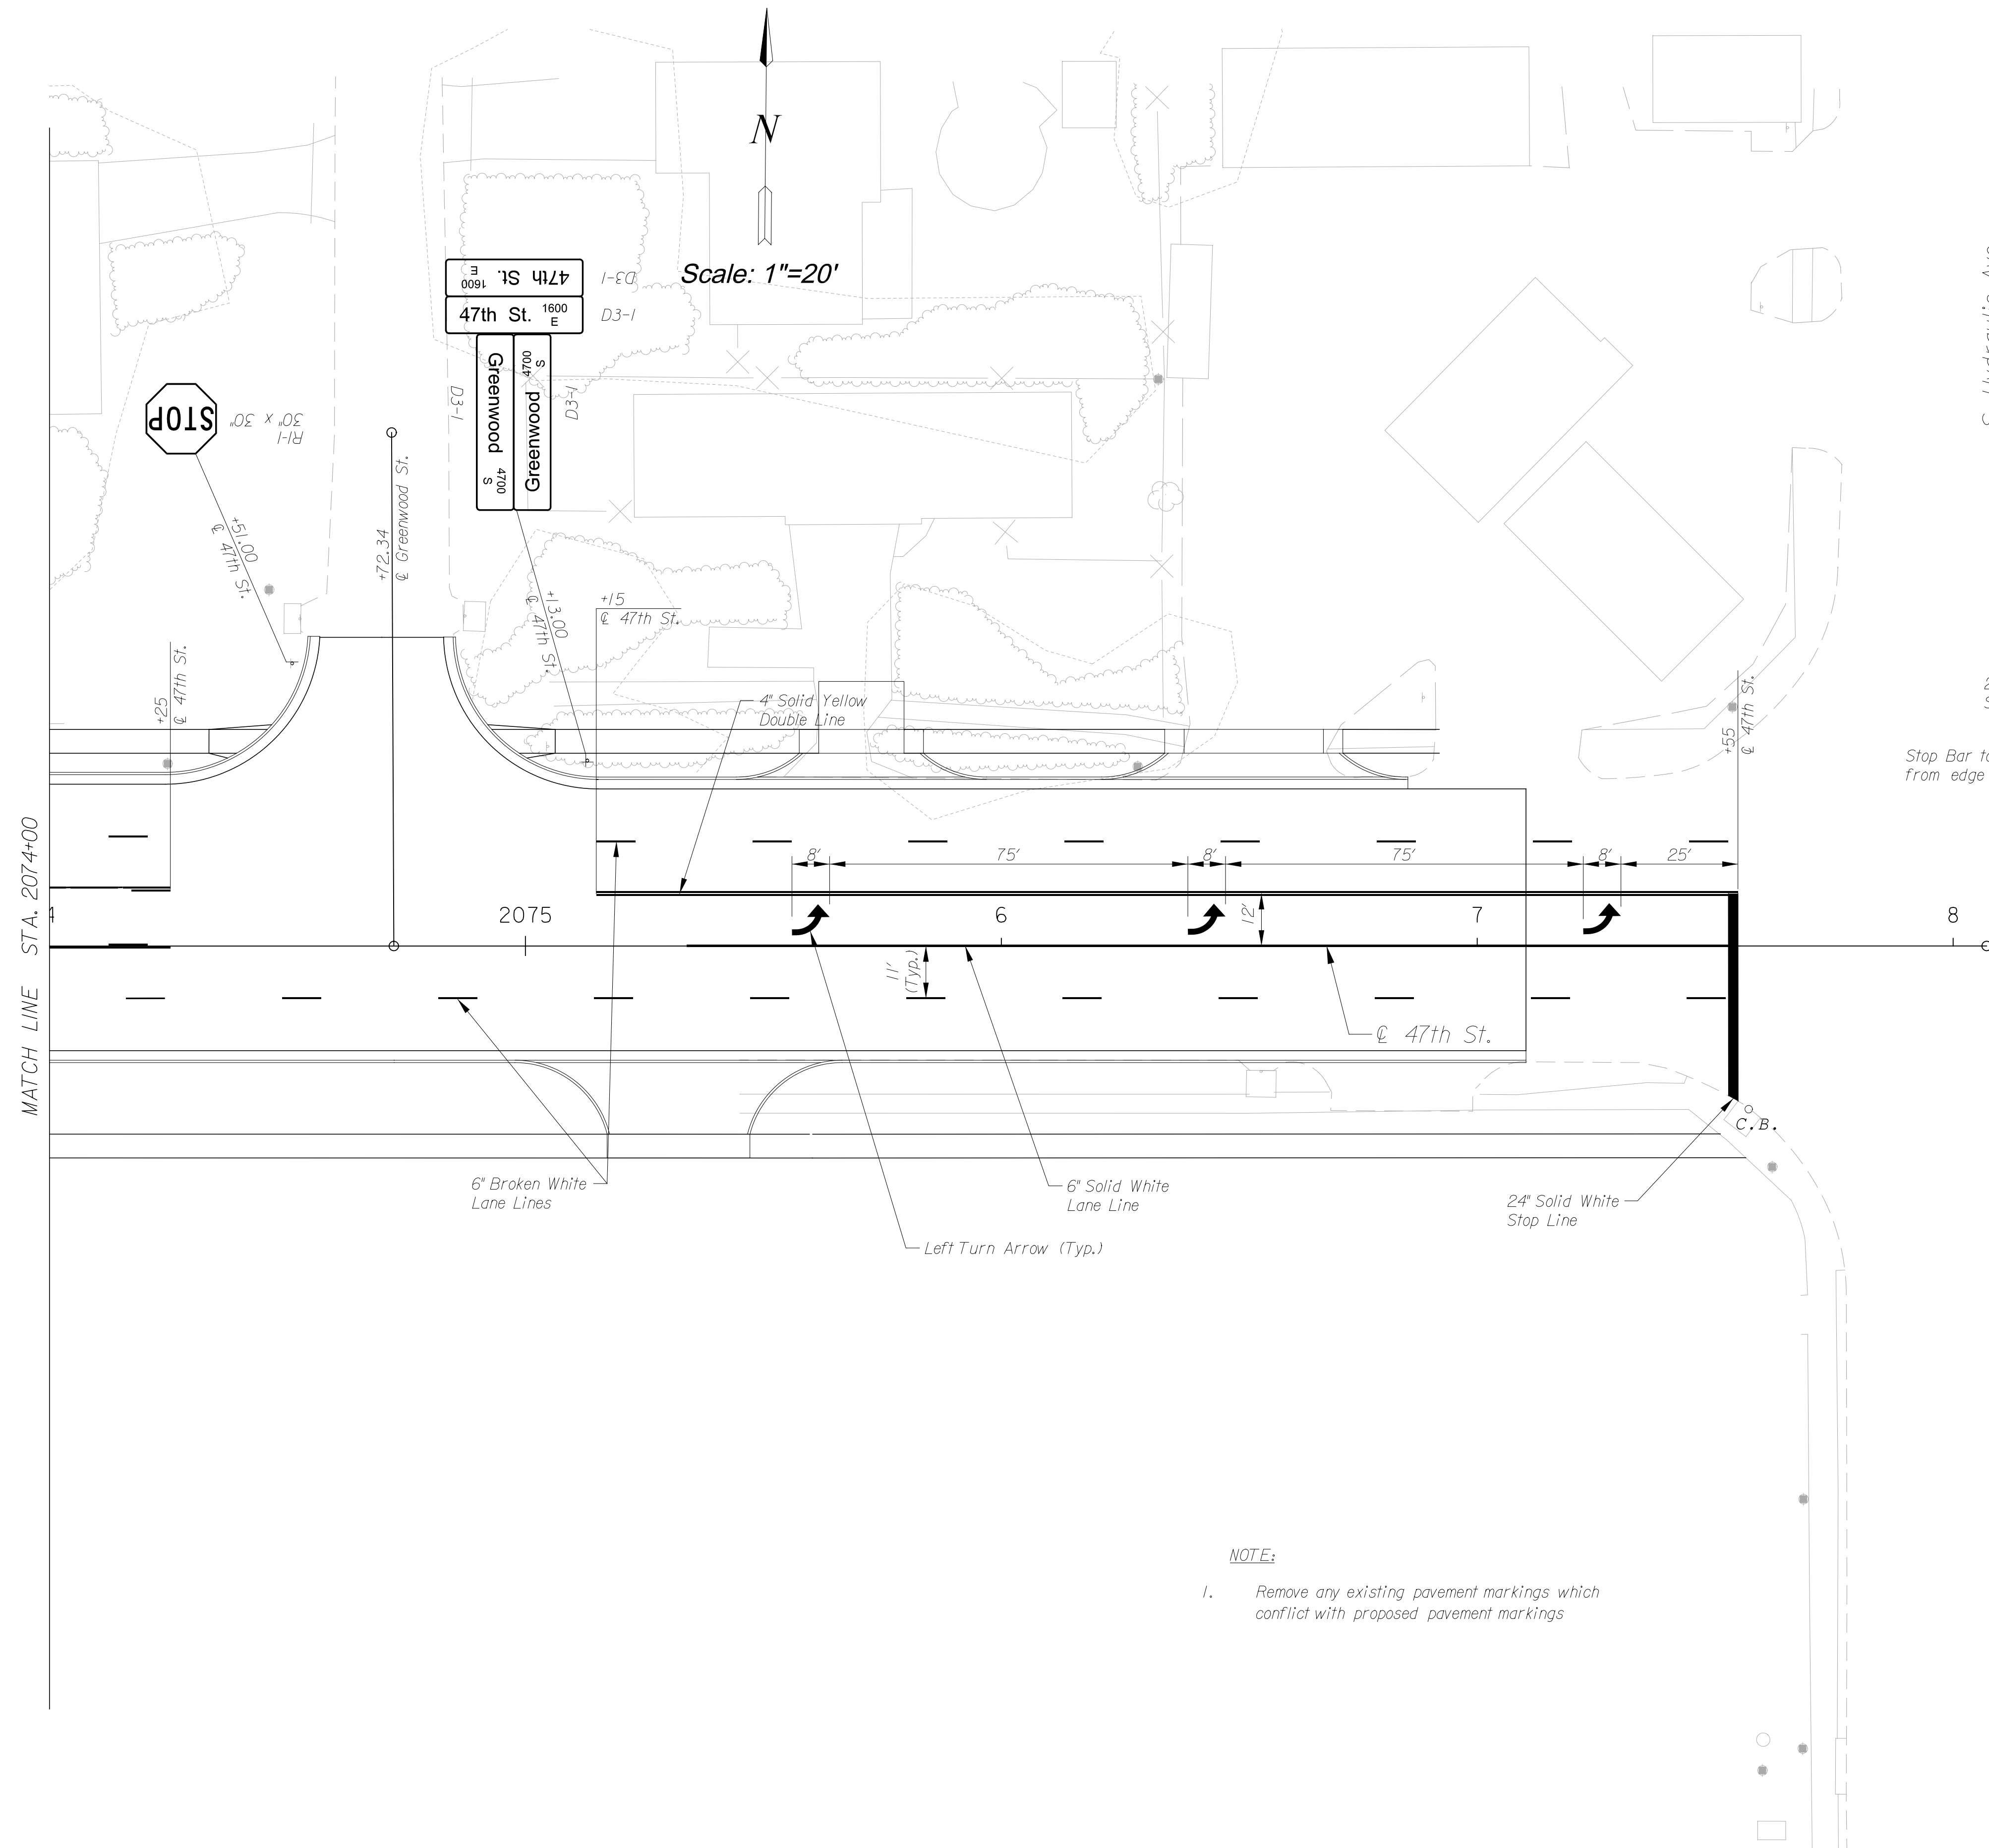 N
Scale: 1"=20'
47th St. 1600 E
D3-1
47th St. 1600 E
D3-1
Greenwood 4700 S
D3-1
Greenwood 4700 S
D3-1
STOP
R1-1
30" x 30"
+51.00
℄ 47th St.
+72.34
℄ Greenwood St.
+13.00
℄ 47th St.
+15
℄ 47th St.
+25
℄ 47th St.
4" Solid Yellow
Double Line
+55
℄ 47th St.
Stop Bar to
from edge
8'
75'
8'
75'
8'
25'
MATCH LINE STA. 2074+00
2075
6
7
8
12'
11'
(Typ.)
℄ 47th St.
C.B.
6" Broken White
Lane Lines
6" Solid White
Lane Line
24" Solid White
Stop Line
Left Turn Arrow (Typ.)
NOTE:
1. Remove any existing pavement markings which
conflict with proposed pavement markings